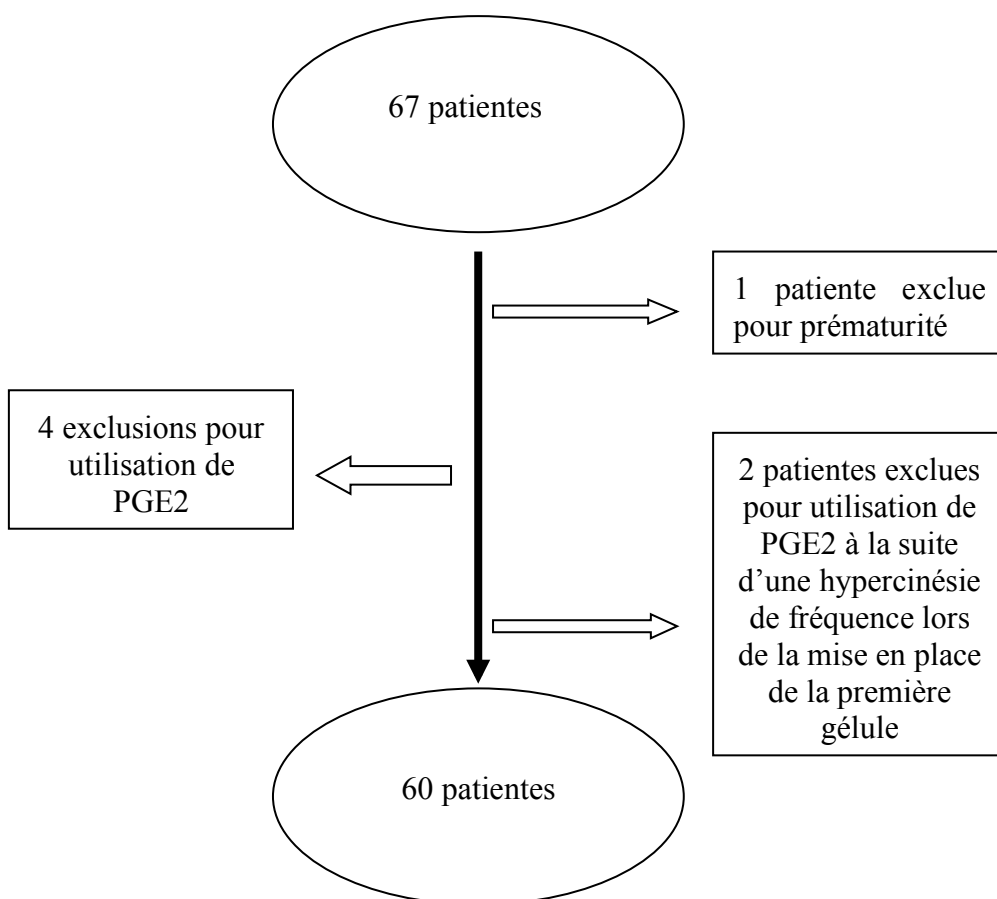 67 patientes
1 patiente exclue
pour prématurité
4 exclusions pour
utilisation de
PGE2
2 patientes exclues
pour utilisation de
PGE2 à la suite
d’une hypercinésie
de fréquence lors
de la mise en place
de la première
gélule
60 patientes